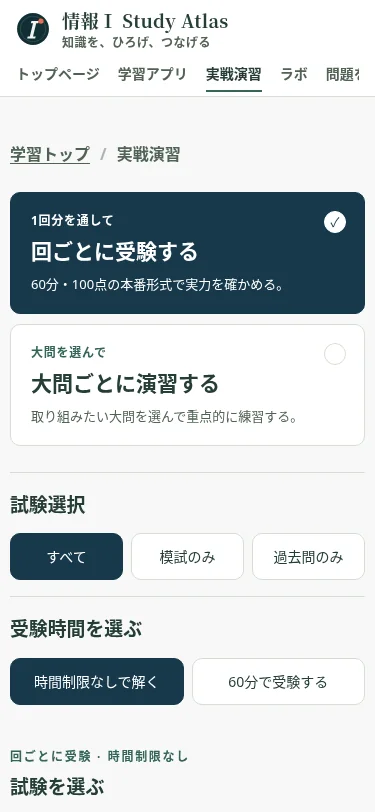 I
情報 I Study Atlas
知識を、ひろげ、つなげる
トップページ 学習アプリ 実戦演習 ラボ 問題を
学習トップ / 実戦演習
1回分を通して
回ごとに受験する
60分・100点の本番形式で実力を確かめる。
大問を選んで
大問ごとに演習する
取り組みたい大問を選んで重点的に練習する。
試験選択
すべて 模試のみ 過去問のみ
受験時間を選ぶ
時間制限なしで解く 60分で受験する
回ごとに受験 · 時間制限なし
試験を選ぶ